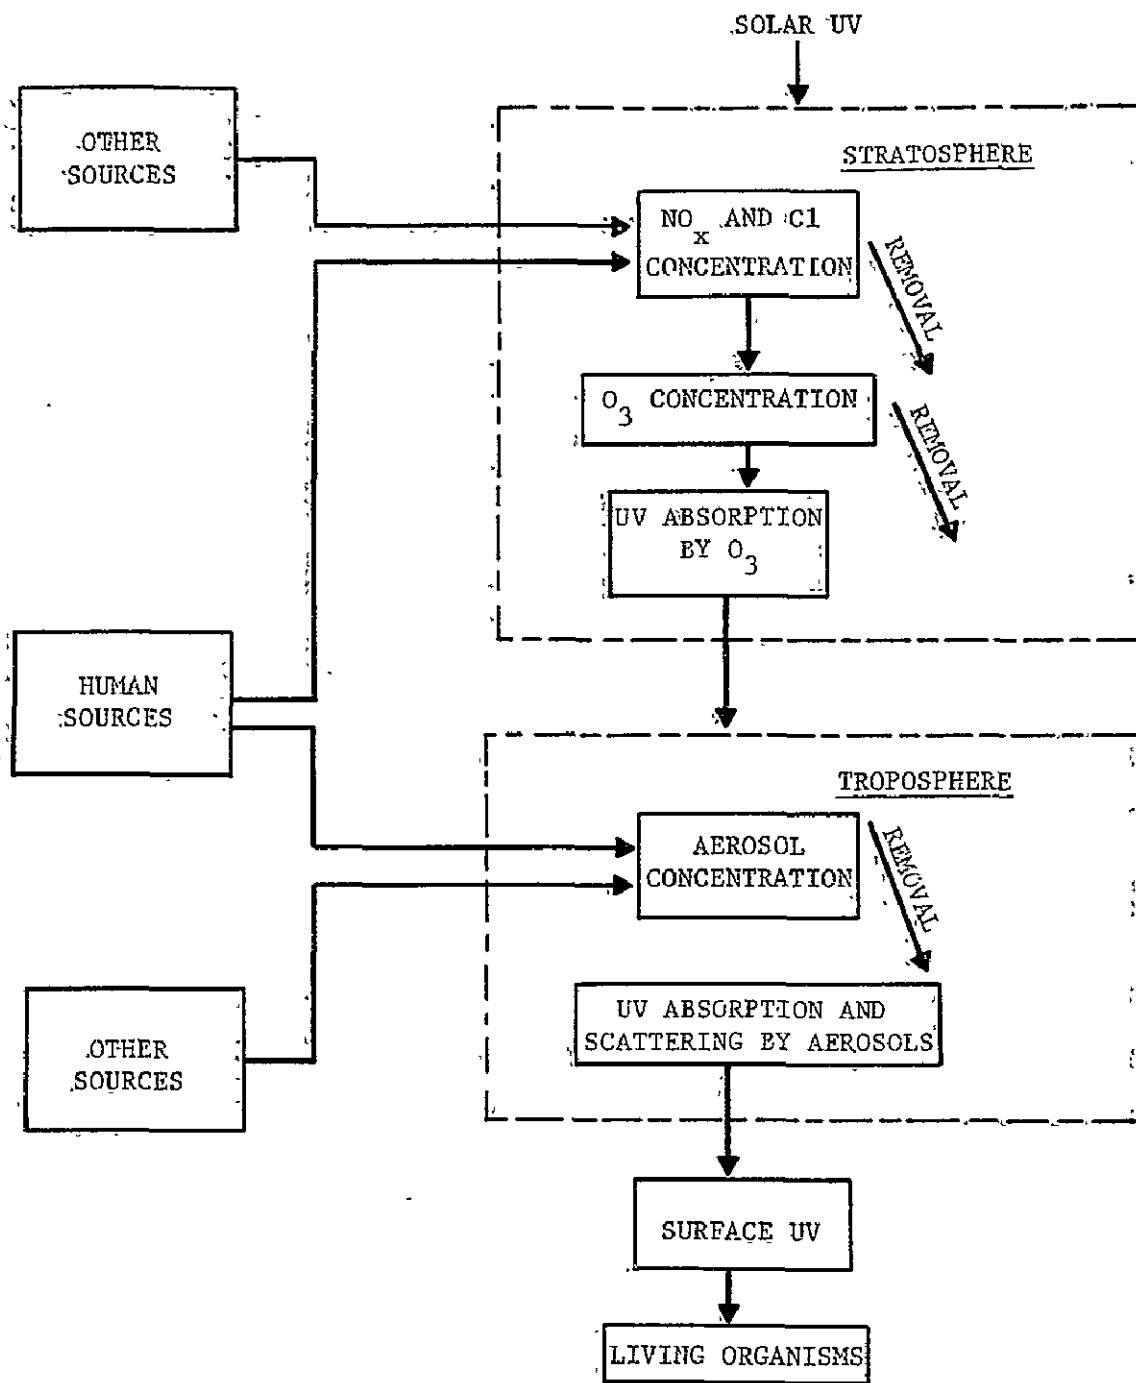 SOLAR UV
OTHER
SOURCES
STRATOSPHERE
NOx AND Cl
CONCENTRATION
REMOVAL
O3 CONCENTRATION
REMOVAL
UV ABSORPTION
BY O3
HUMAN
SOURCES
TROPOSPHERE
AEROSOL
CONCENTRATION
REMOVAL
OTHER
SOURCES
UV ABSORPTION AND
SCATTERING BY AEROSOLS
SURFACE UV
LIVING ORGANISMS